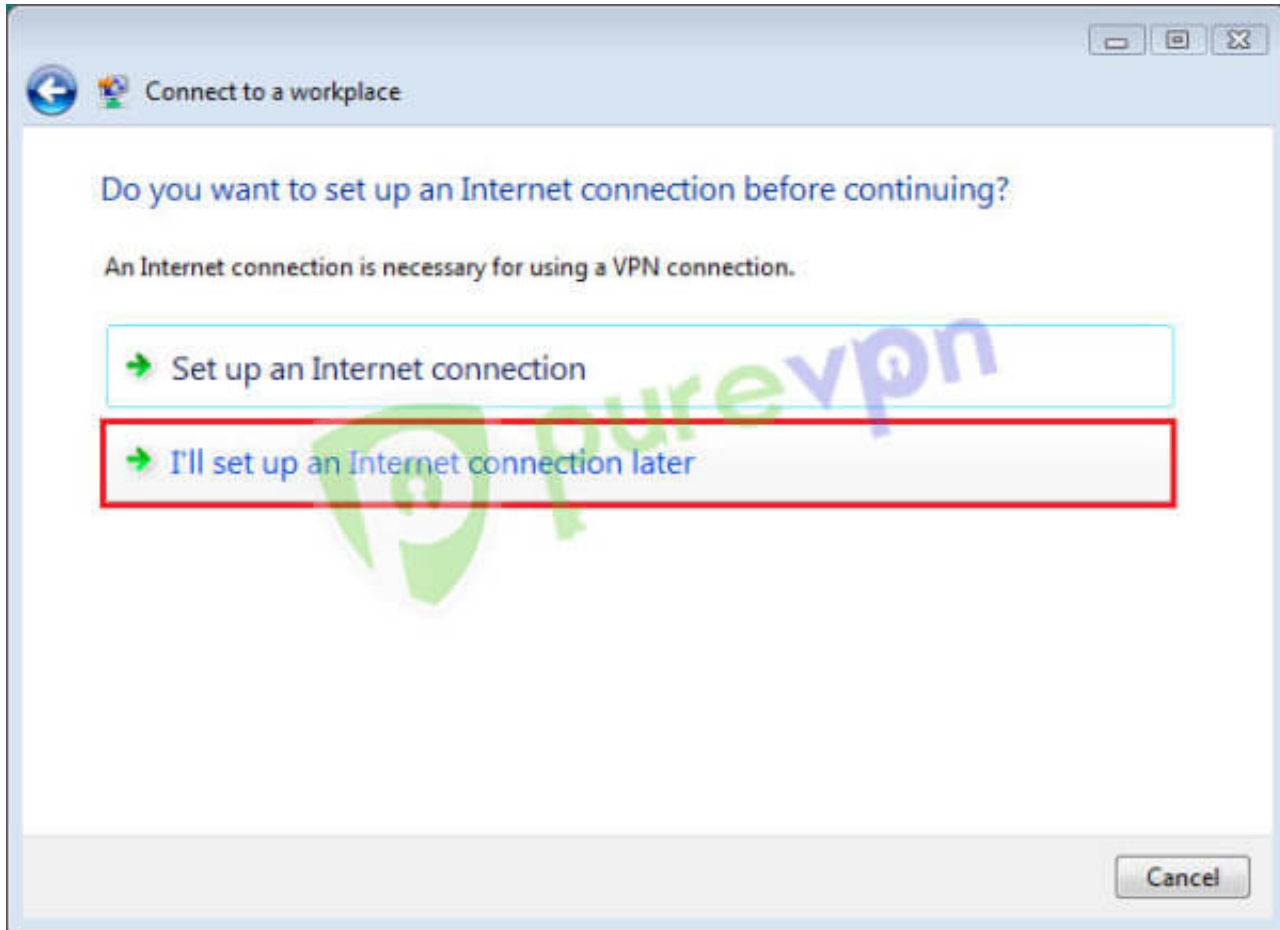 Connect to a workplace
Do you want to set up an Internet connection before continuing?
An Internet connection is necessary for using a VPN connection.
Set up an Internet connection
purevpn
I'll set up an Internet connection later
Cancel